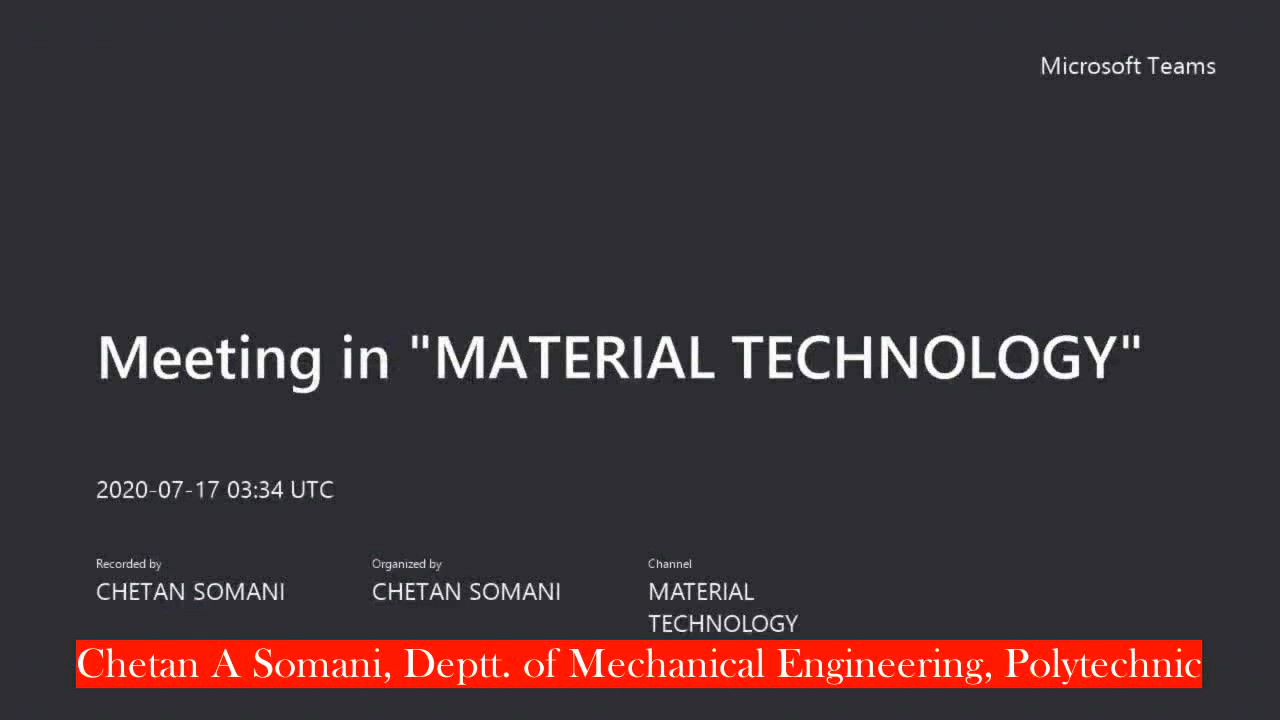 Microsoft Teams
Meeting in "MATERIAL TECHNOLOGY"
2020-07-17 03:34 UTC
Recorded by
CHETAN SOMANI
Organized by
CHETAN SOMANI
Channel
MATERIAL
TECHNOLOGY
Chetan A Somani, Deptt. of Mechanical Engineering, Polytechnic